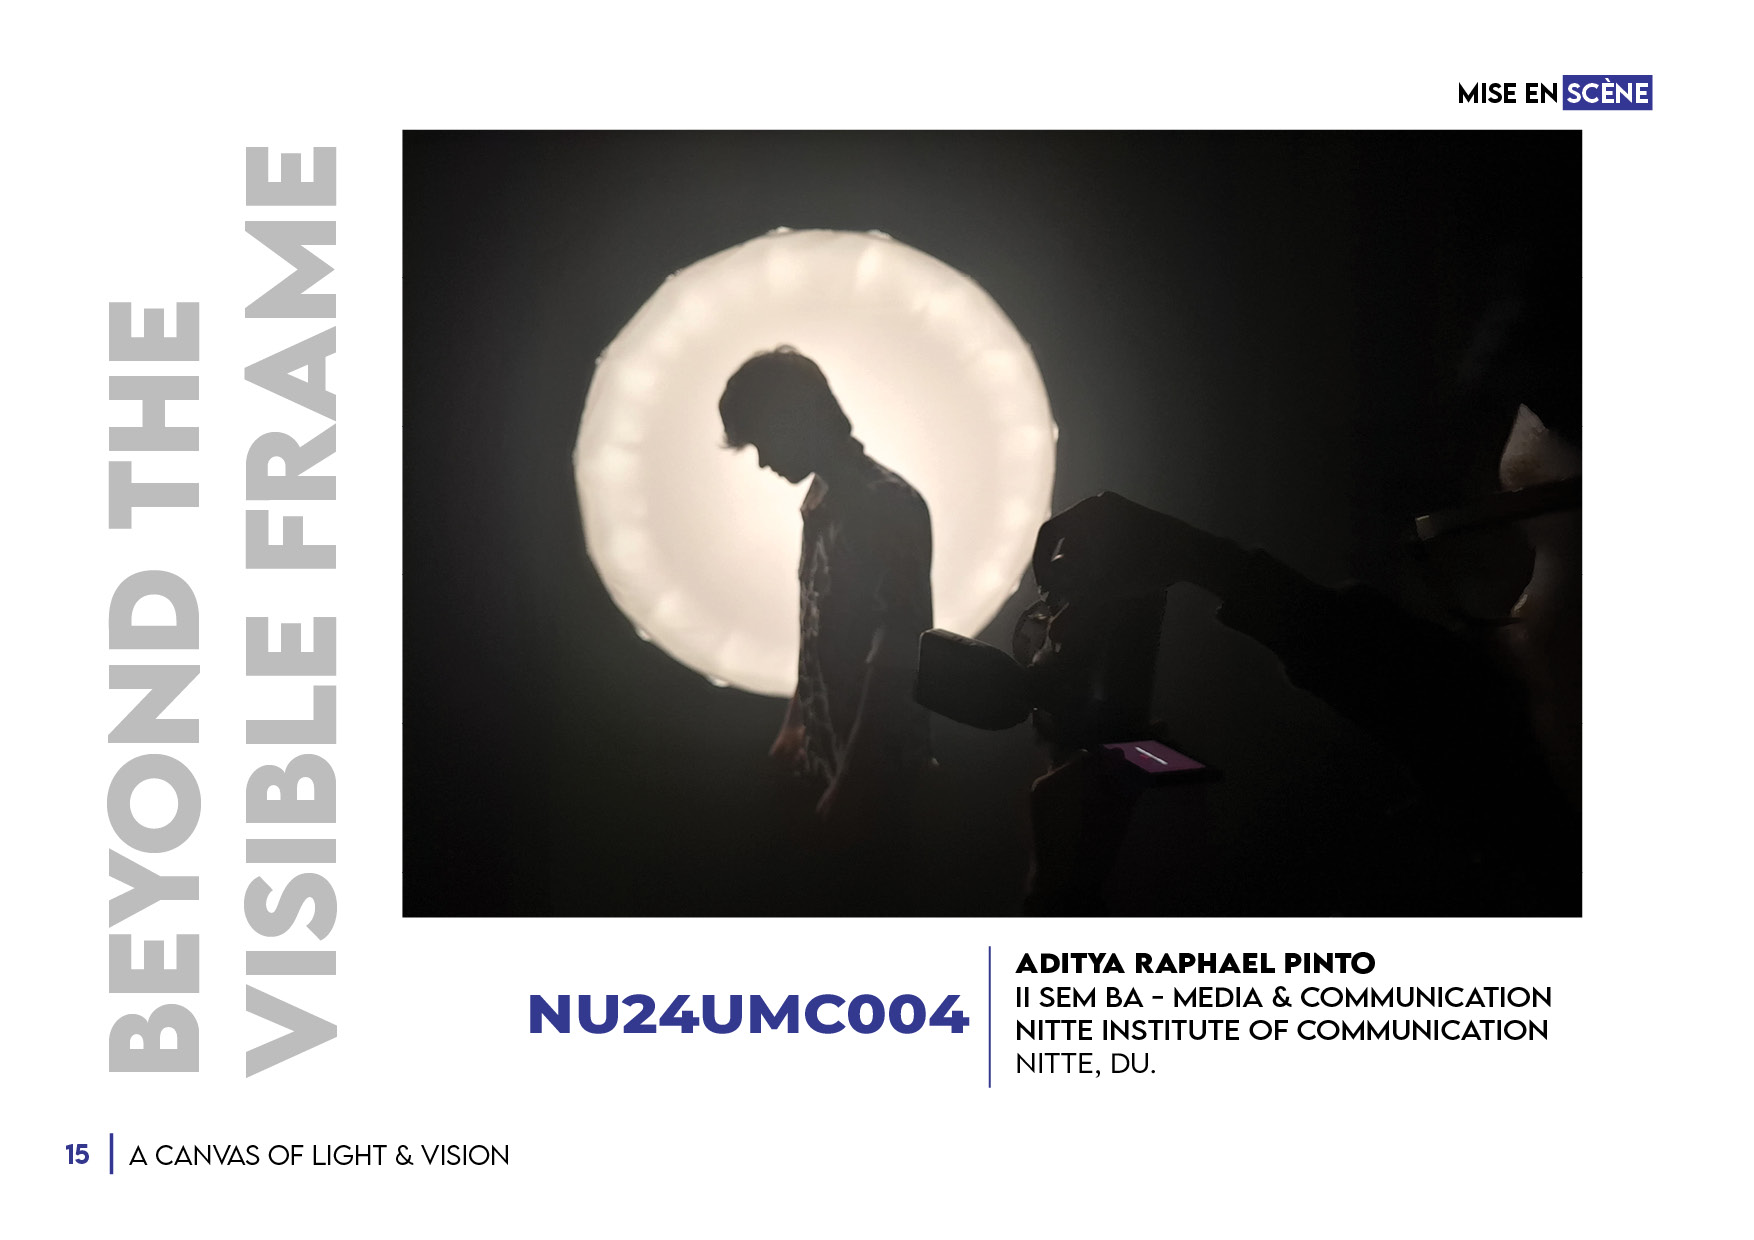 MISE EN SCÈNE
BEYOND THE
VISIBLE FRAME
NU24UMC004
ADITYA RAPHAEL PINTO
II SEM BA - MEDIA & COMMUNICATION
NITTE INSTITUTE OF COMMUNICATION
NITTE, DU.
15
A CANVAS OF LIGHT & VISION